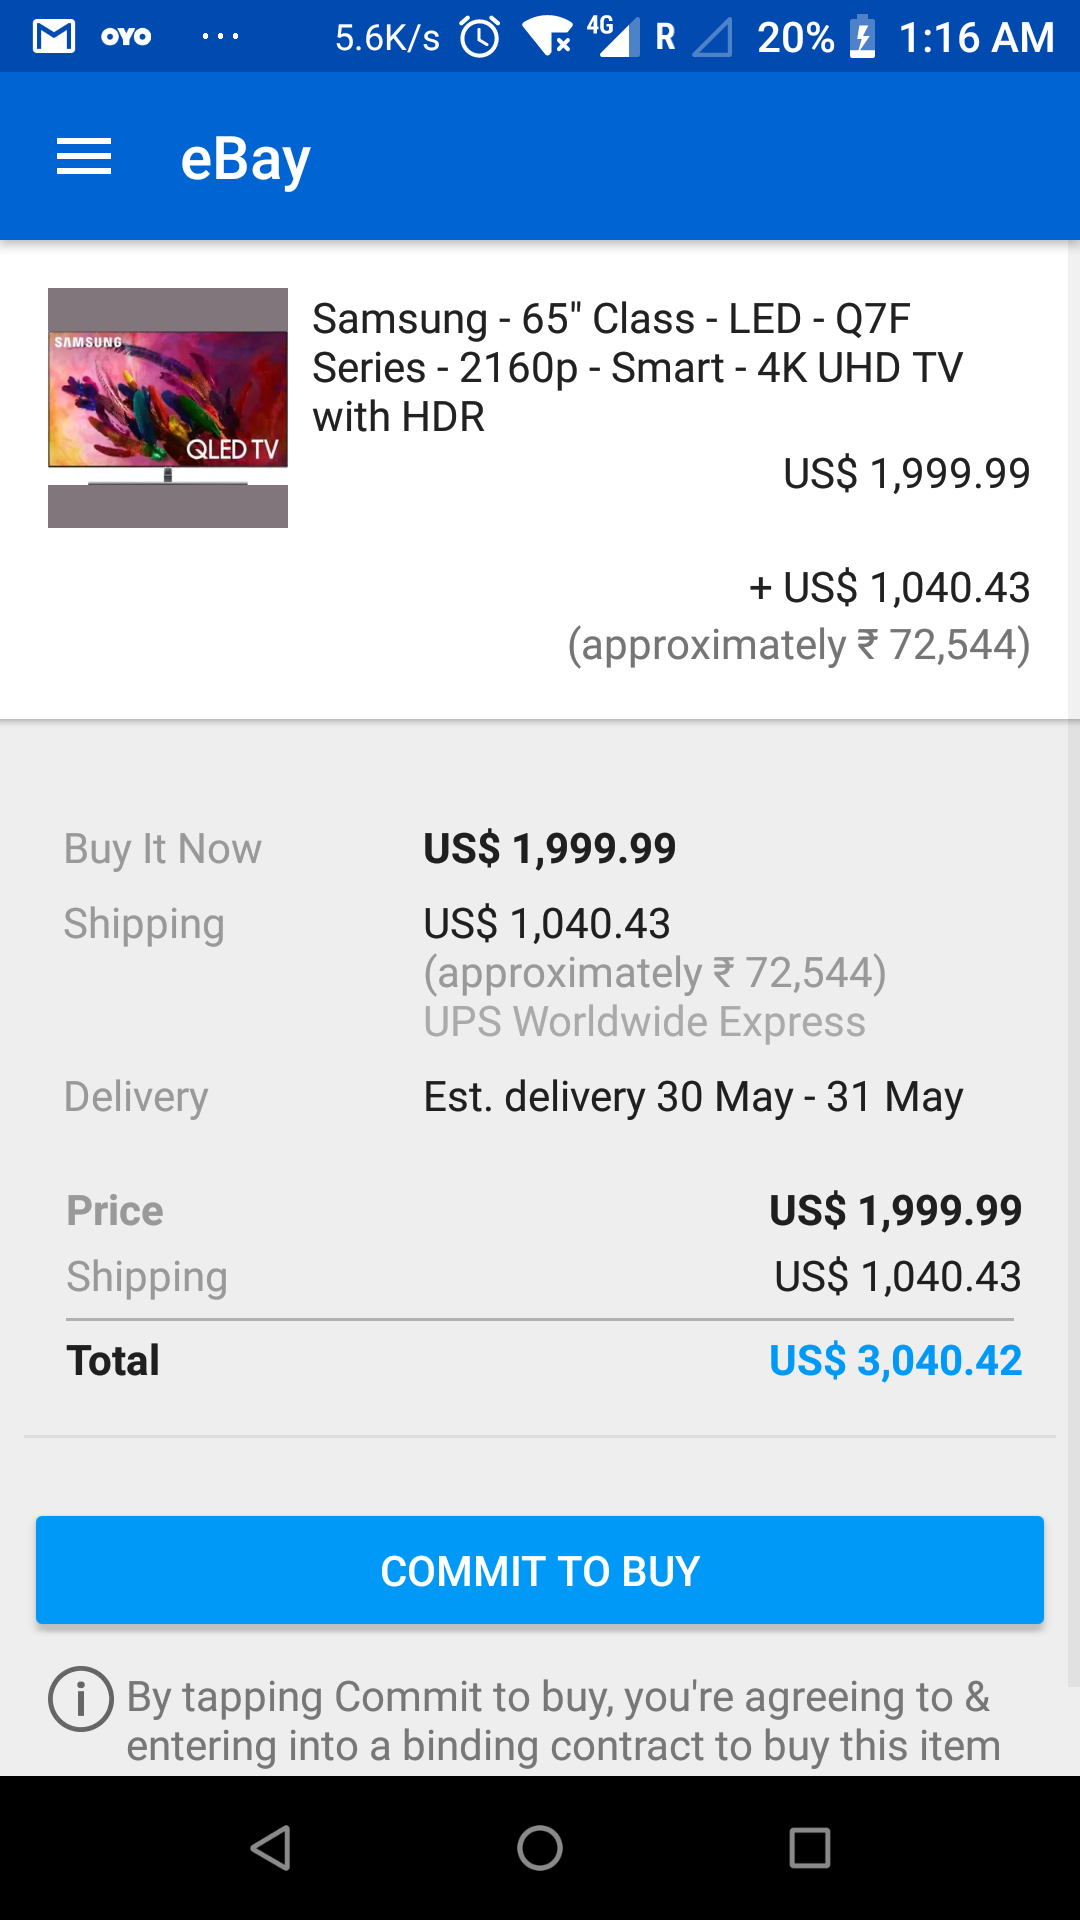 OYO ... 5.6K/s 4G R 20% 1:16 AM
eBay
SAMSUNG
QLED TV
Samsung - 65" Class - LED - Q7F
Series - 2160p - Smart - 4K UHD TV
with HDR
US$ 1,999.99
+ US$ 1,040.43
(approximately ₹ 72,544)
Buy It Now US$ 1,999.99
Shipping US$ 1,040.43
(approximately ₹ 72,544)
UPS Worldwide Express
Delivery Est. delivery 30 May - 31 May
Price US$ 1,999.99
Shipping US$ 1,040.43
Total US$ 3,040.42
COMMIT TO BUY
By tapping Commit to buy, you're agreeing to &
entering into a binding contract to buy this item